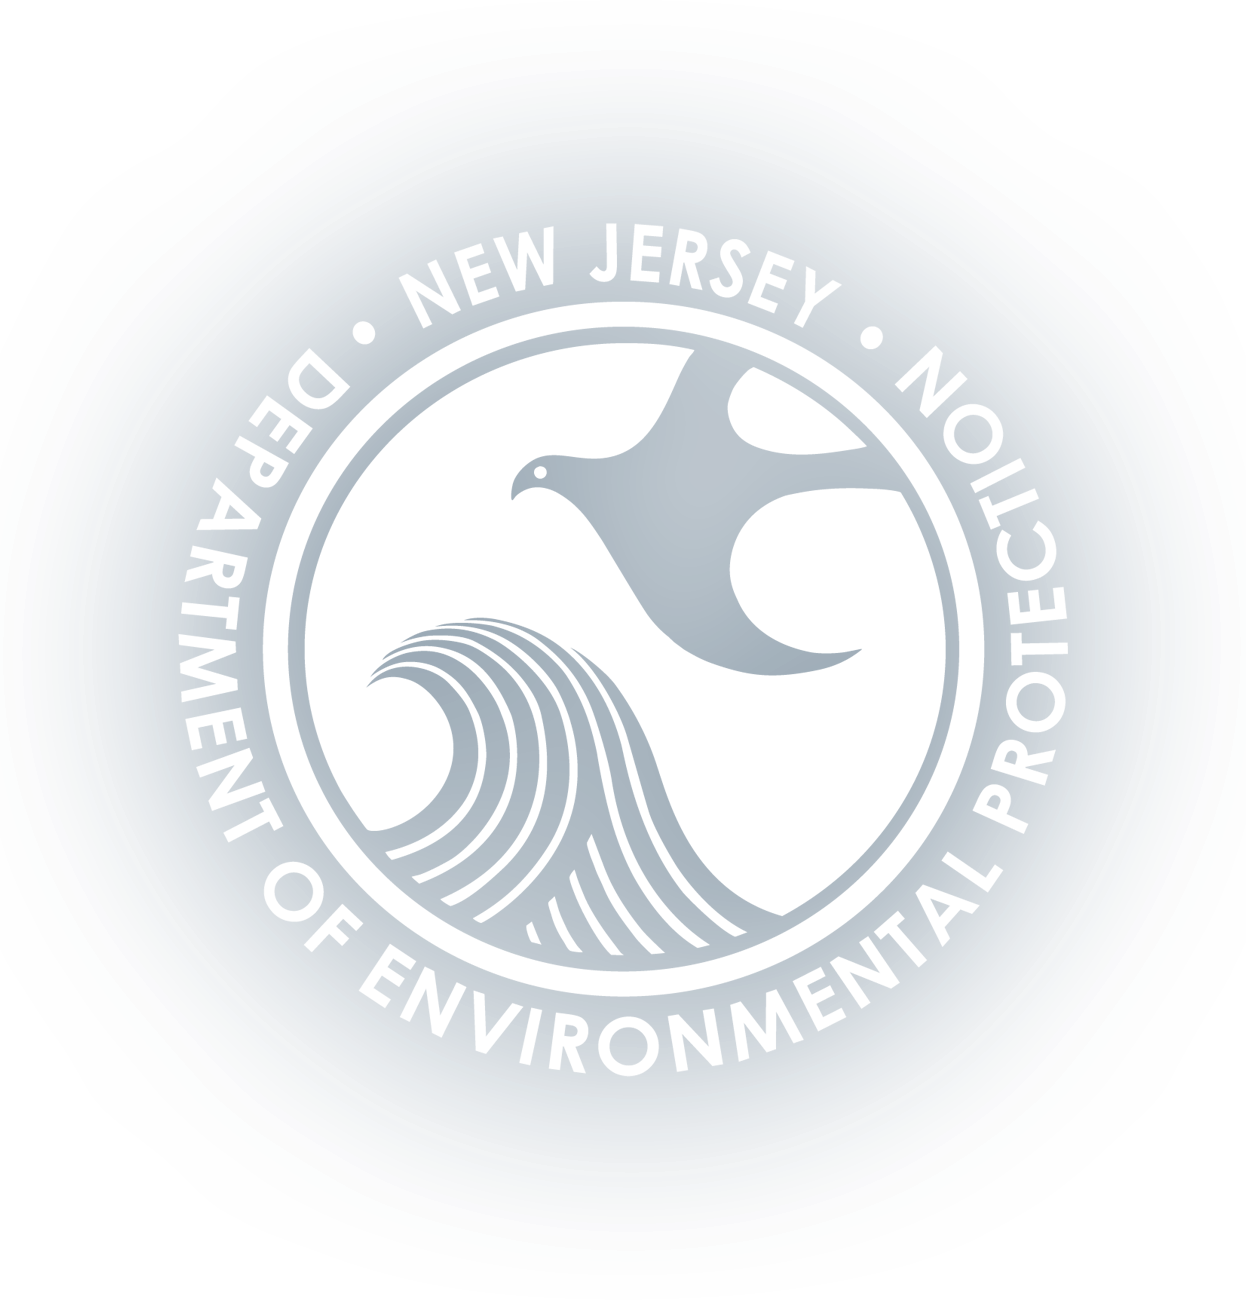 NEW JERSEY
DEPARTMENT OF ENVIRONMENTAL PROTECTION